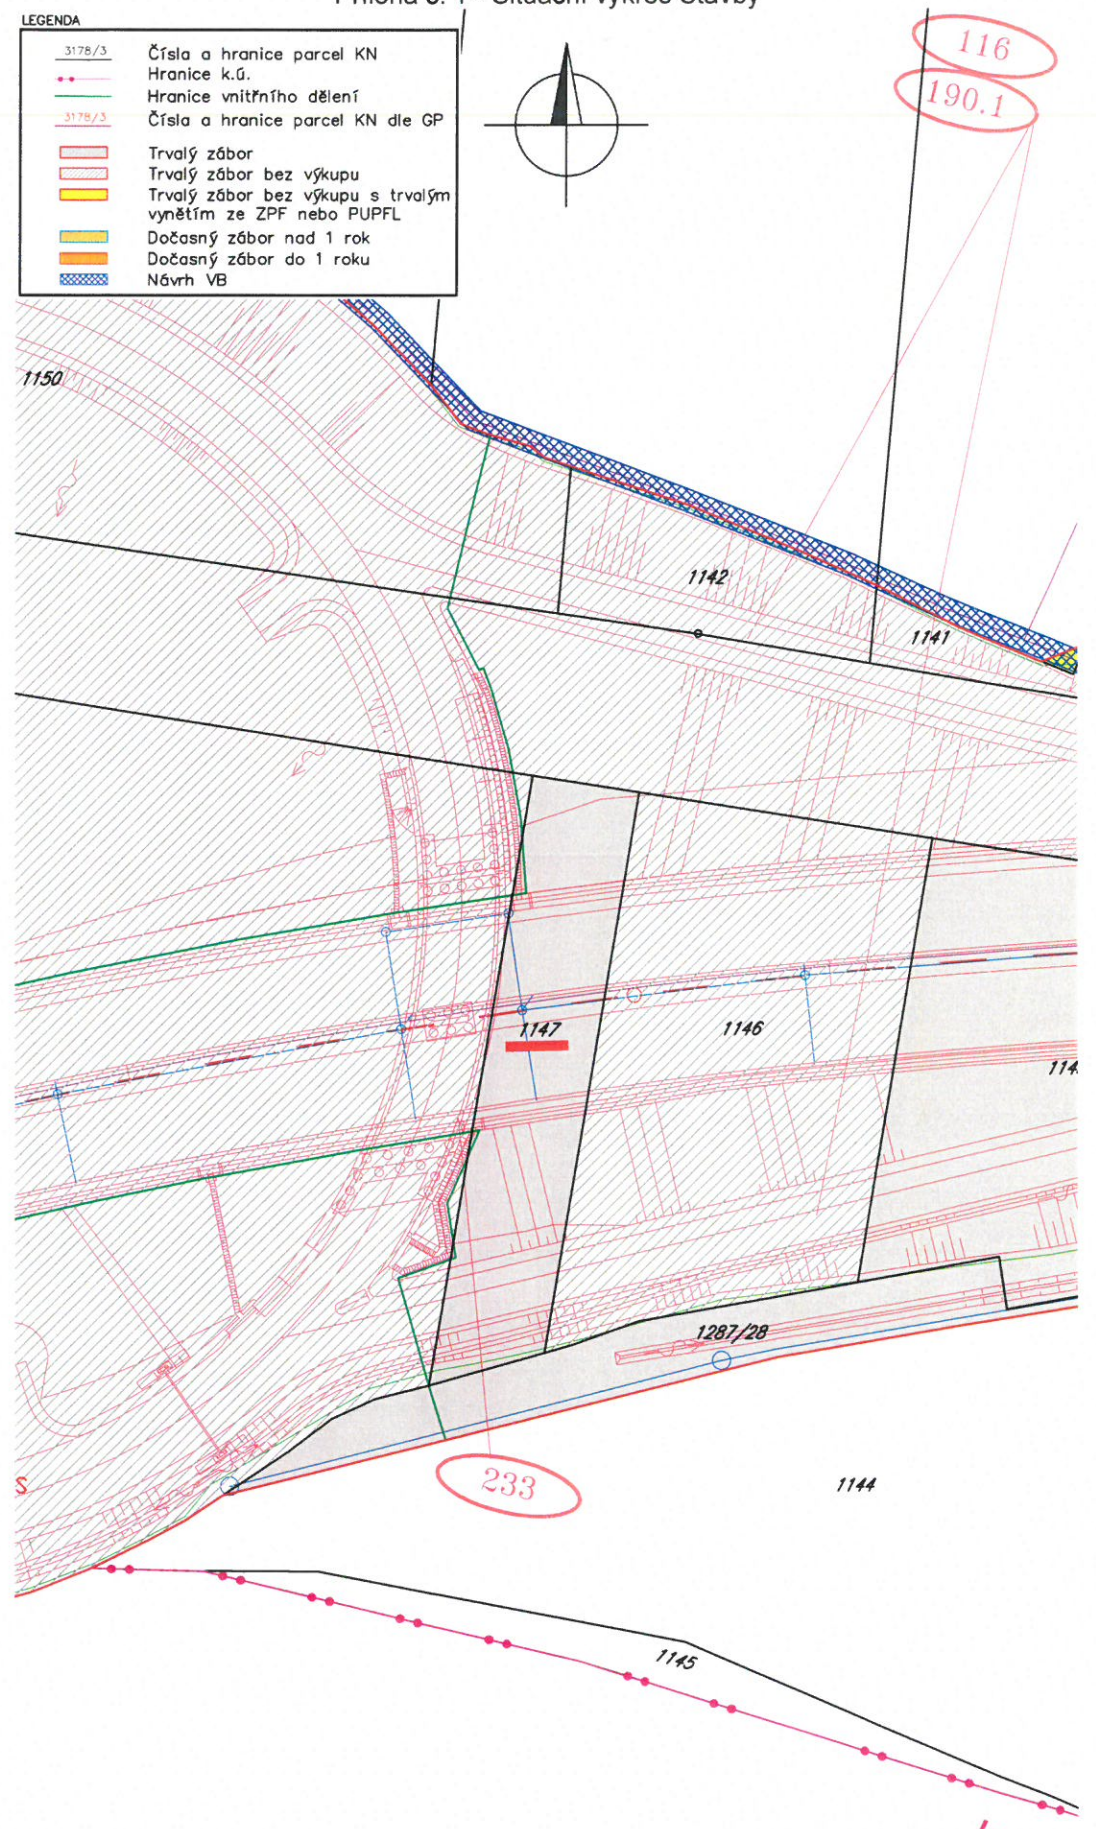 LEGENDA
3178/3 Čísla a hranice parcel KN
Hranice k.ú.
Hranice vnitřního dělení
3178/3 Čísla a hranice parcel KN dle GP
Trvalý zábor
Trvalý zábor bez výkupu
Trvalý zábor bez výkupu s trvalým
vynětím ze ZPF nebo PUPFL
Dočasný zábor nad 1 rok
Dočasný zábor do 1 roku
Návrh VB
116
190.1
1150
1142
1141
1147
1146
1287/28
233
1144
S
1145